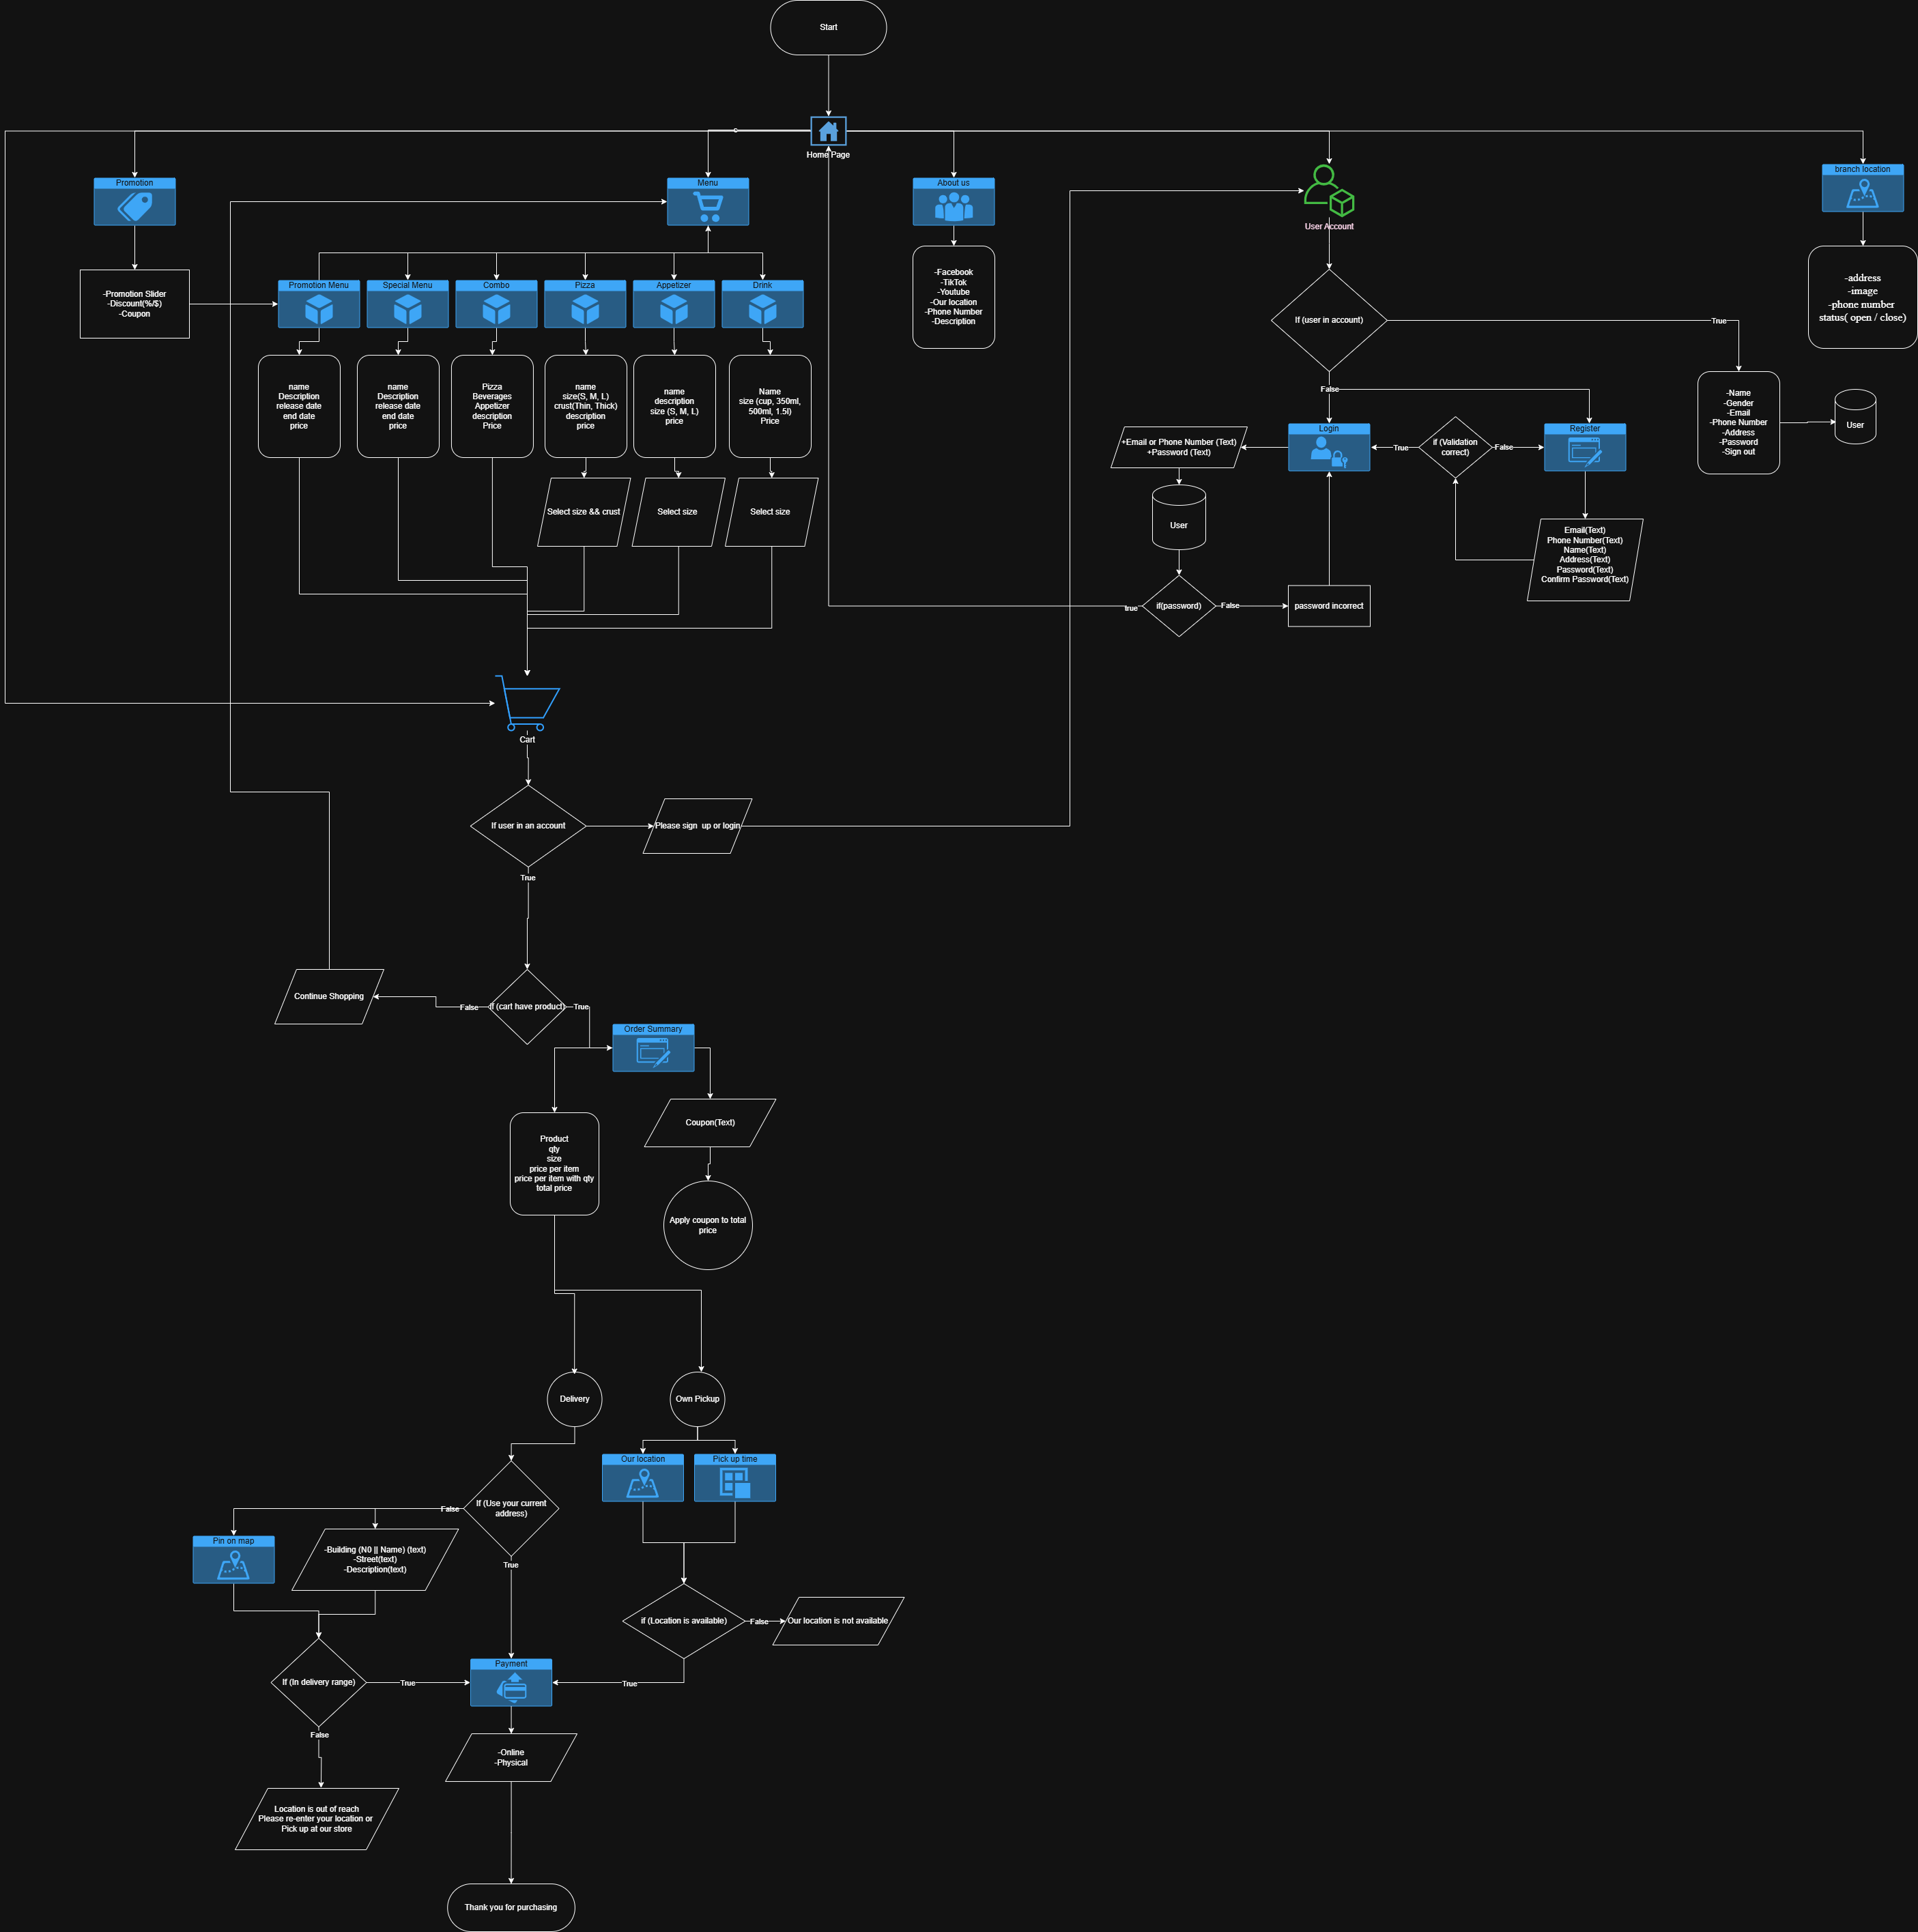 Start
Home Page
c
Promotion
Menu
About us
User Account
branch location
-Promotion Slider
-Discount(%/$)
-Coupon
Promotion Menu
Special Menu
Combo
Pizza
Appetizer
Drink
-Facebook
-TikTok
-Youtube
-Our location
-Phone Number
-Description
-address
-image
-phone number
status( open / close)
If (user in account)
True
False
name
Description
release date
end date
price
name
Description
release date
end date
price
Pizza
Beverages
Appetizer
description
Price
name
size(S, M, L)
crust(Thin, Thick)
description
price
name
description
size (S, M, L)
price
Name
size (cup, 350ml,
500ml, 1.5l)
Price
Select size && crust
Select size
Select size
-Name
-Gender
-Email
-Phone Number
-Address
-Password
-Sign out
User
Login
Register
if (Validation
correct)
True
False
+Email or Phone Number (Text)
+Password (Text)
User
if(password)
true
False
password incorrect
Email(Text)
Phone Number(Text)
Name(Text)
Address(Text)
Password(Text)
Confirm Password(Text)
Cart
If user in an account
Please sign  up or login
True
Continue Shopping
False
If (cart have product)
True
Order Summary
Coupon(Text)
Apply coupon to total
price
Product
qty
size
price per item
price per item with qty
total price
Delivery
Own Pickup
Our location
Pick up time
If (Use your current
address)
False
True
Pin on map
-Building (N0 || Name) (text)
-Street(text)
-Description(text)
if (Location is available)
False
Our location is not available
True
If (In delivery range)
True
False
Payment
-Online
-Physical
Location is out of reach
Please re-enter your location or
Pick up at our store
Thank you for purchasing